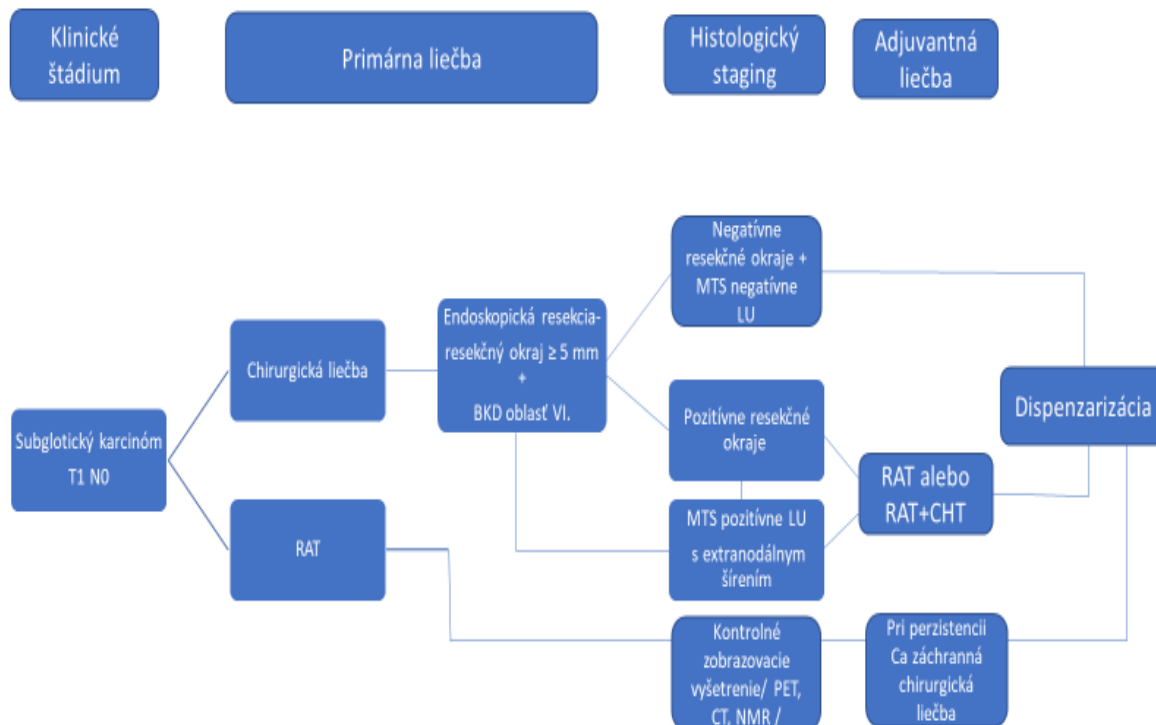 Klinické
štádium
Primárna liečba
Histologický
staging
Adjuvantná
liečba
Subglotický karcinóm
T1 N0
Chirurgická liečba
RAT
Endoskopická resekcia-
resekčný okraj ≥ 5 mm
+
BKD oblasť VI.
Negatívne
resekčné okraje +
MTS negatívne
LU
Pozitívne resekčné
okraje
MTS pozitívne LU
s extranodálnym
šírením
Kontrolné
zobrazovacie
vyšetrenie/ PET,
CT, NMR /
RAT alebo
RAT+CHT
Pri perzistencii
Ca záchranná
chirurgická
liečba
Dispenzarizácia